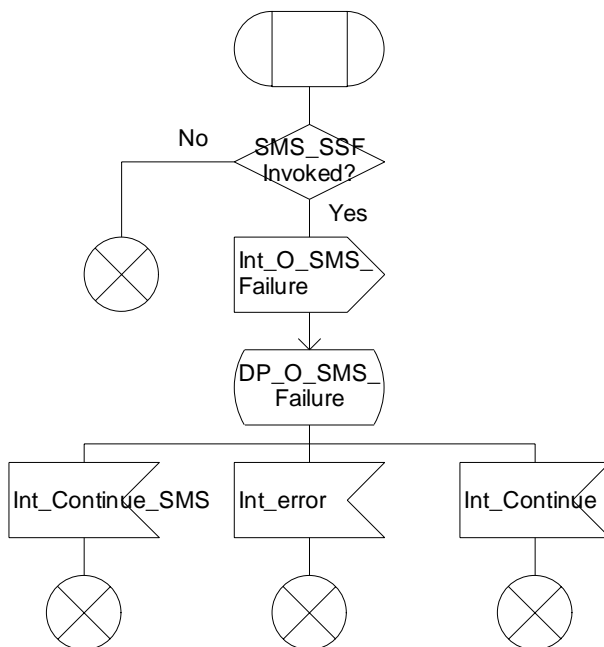 No
SMS_SSF
Invoked?
Yes
Int_O_SMS_
Failure
DP_O_SMS_
Failure
Int_Continue_SMS
Int_error
Int_Continue